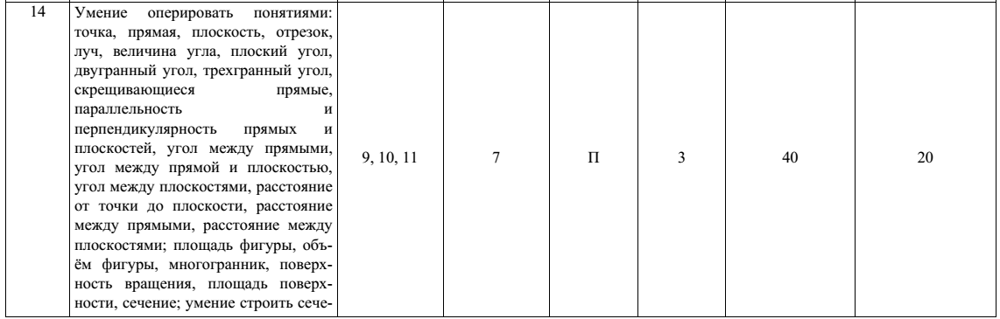 14
Умение оперировать понятиями:
точка, прямая, плоскость, отрезок,
луч, величина угла, плоский угол,
двугранный угол, трехгранный угол,
скрещивающиеся прямые,
параллельность и
перпендикулярность прямых и
плоскостей, угол между прямыми,
угол между прямой и плоскостью,
угол между плоскостями, расстояние
от точки до плоскости, расстояние
между прямыми, расстояние между
плоскостями; площадь фигуры, объ-
ём фигуры, многогранник, поверх-
ность вращения, площадь поверх-
ности, сечение; умение строить сече-
9, 10, 11
7
П
3
40
20